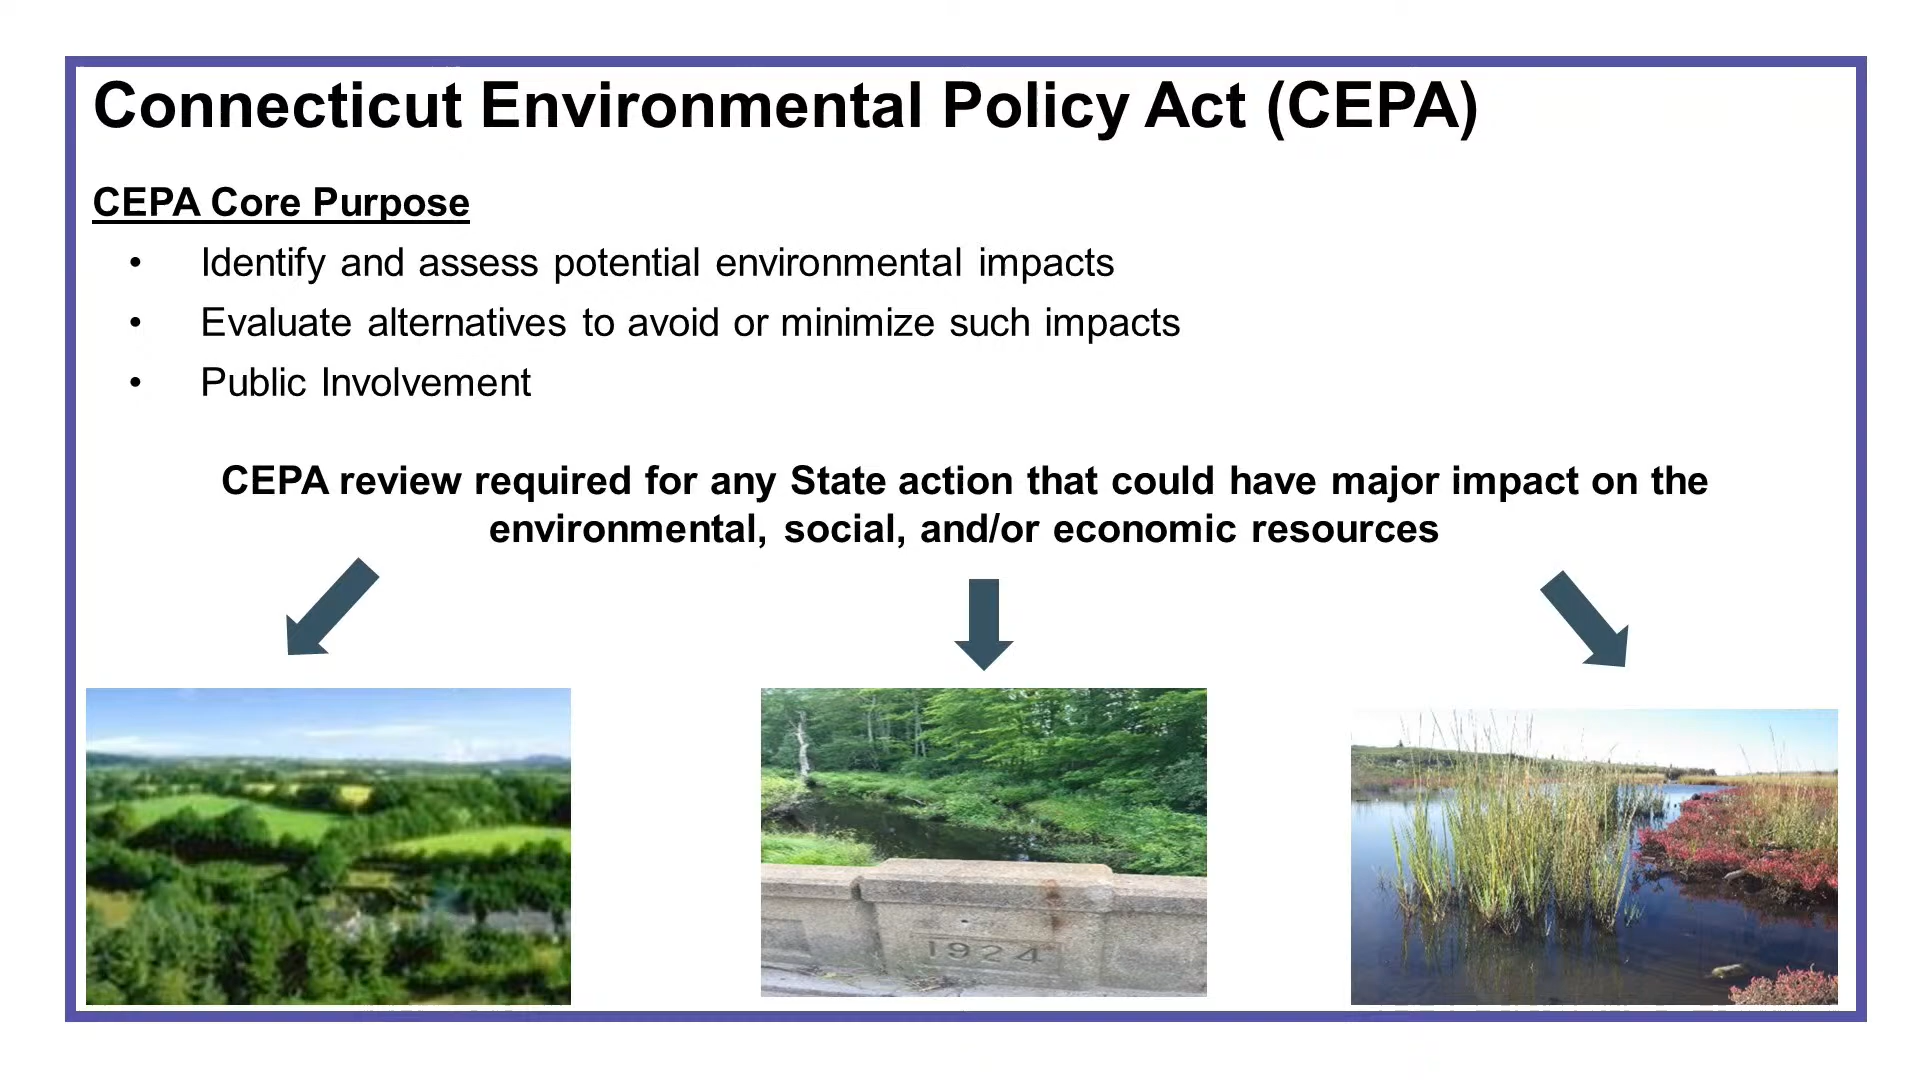 Connecticut Environmental Policy Act (CEPA)
CEPA Core Purpose
• Identify and assess potential environmental impacts
• Evaluate alternatives to avoid or minimize such impacts
• Public Involvement
CEPA review required for any State action that could have major impact on the
environmental, social, and/or economic resources
1924